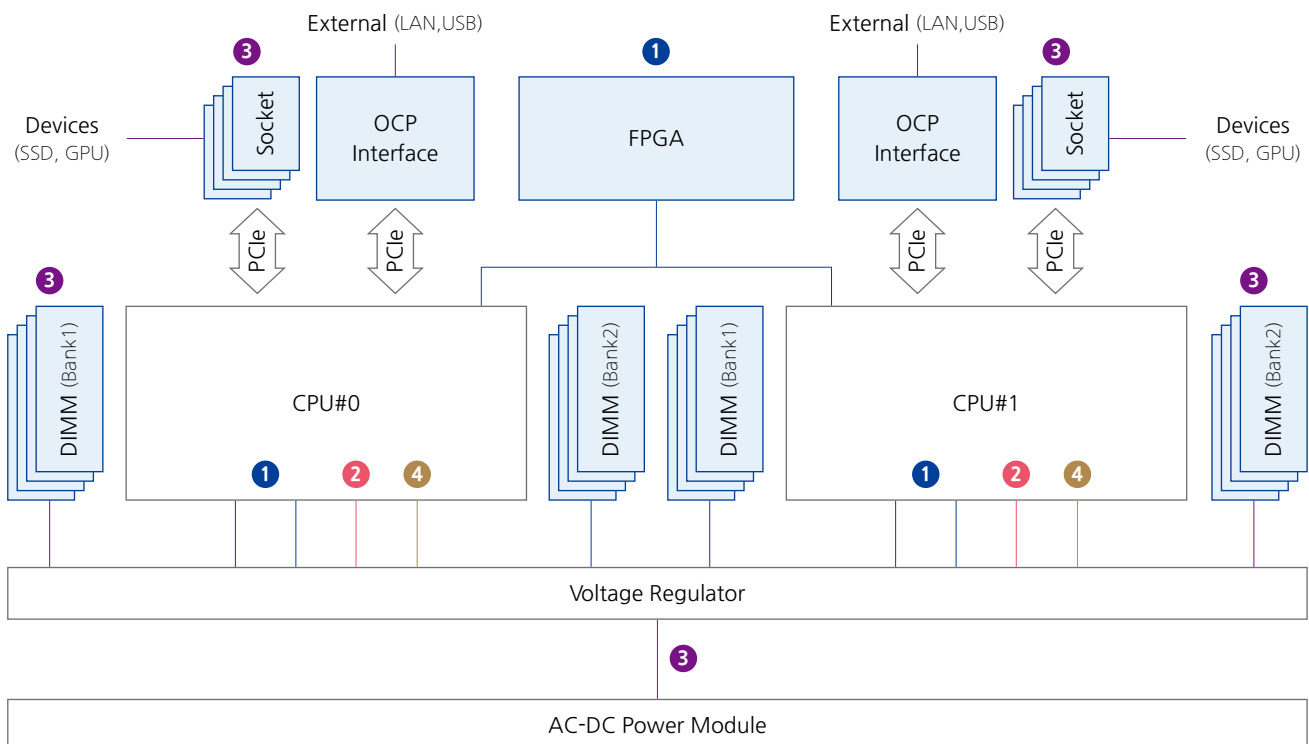 External (LAN,USB)
External (LAN,USB)
3
1
3
Devices
(SSD, GPU)
Socket
OCP
Interface
FPGA
OCP
Interface
Socket
Devices
(SSD, GPU)
PCIe
PCIe
PCIe
PCIe
3
3
DIMM (Bank1)
CPU#0
DIMM (Bank2)
DIMM (Bank1)
CPU#1
DIMM (Bank2)
1
2
4
1
2
4
Voltage Regulator
3
AC-DC Power Module